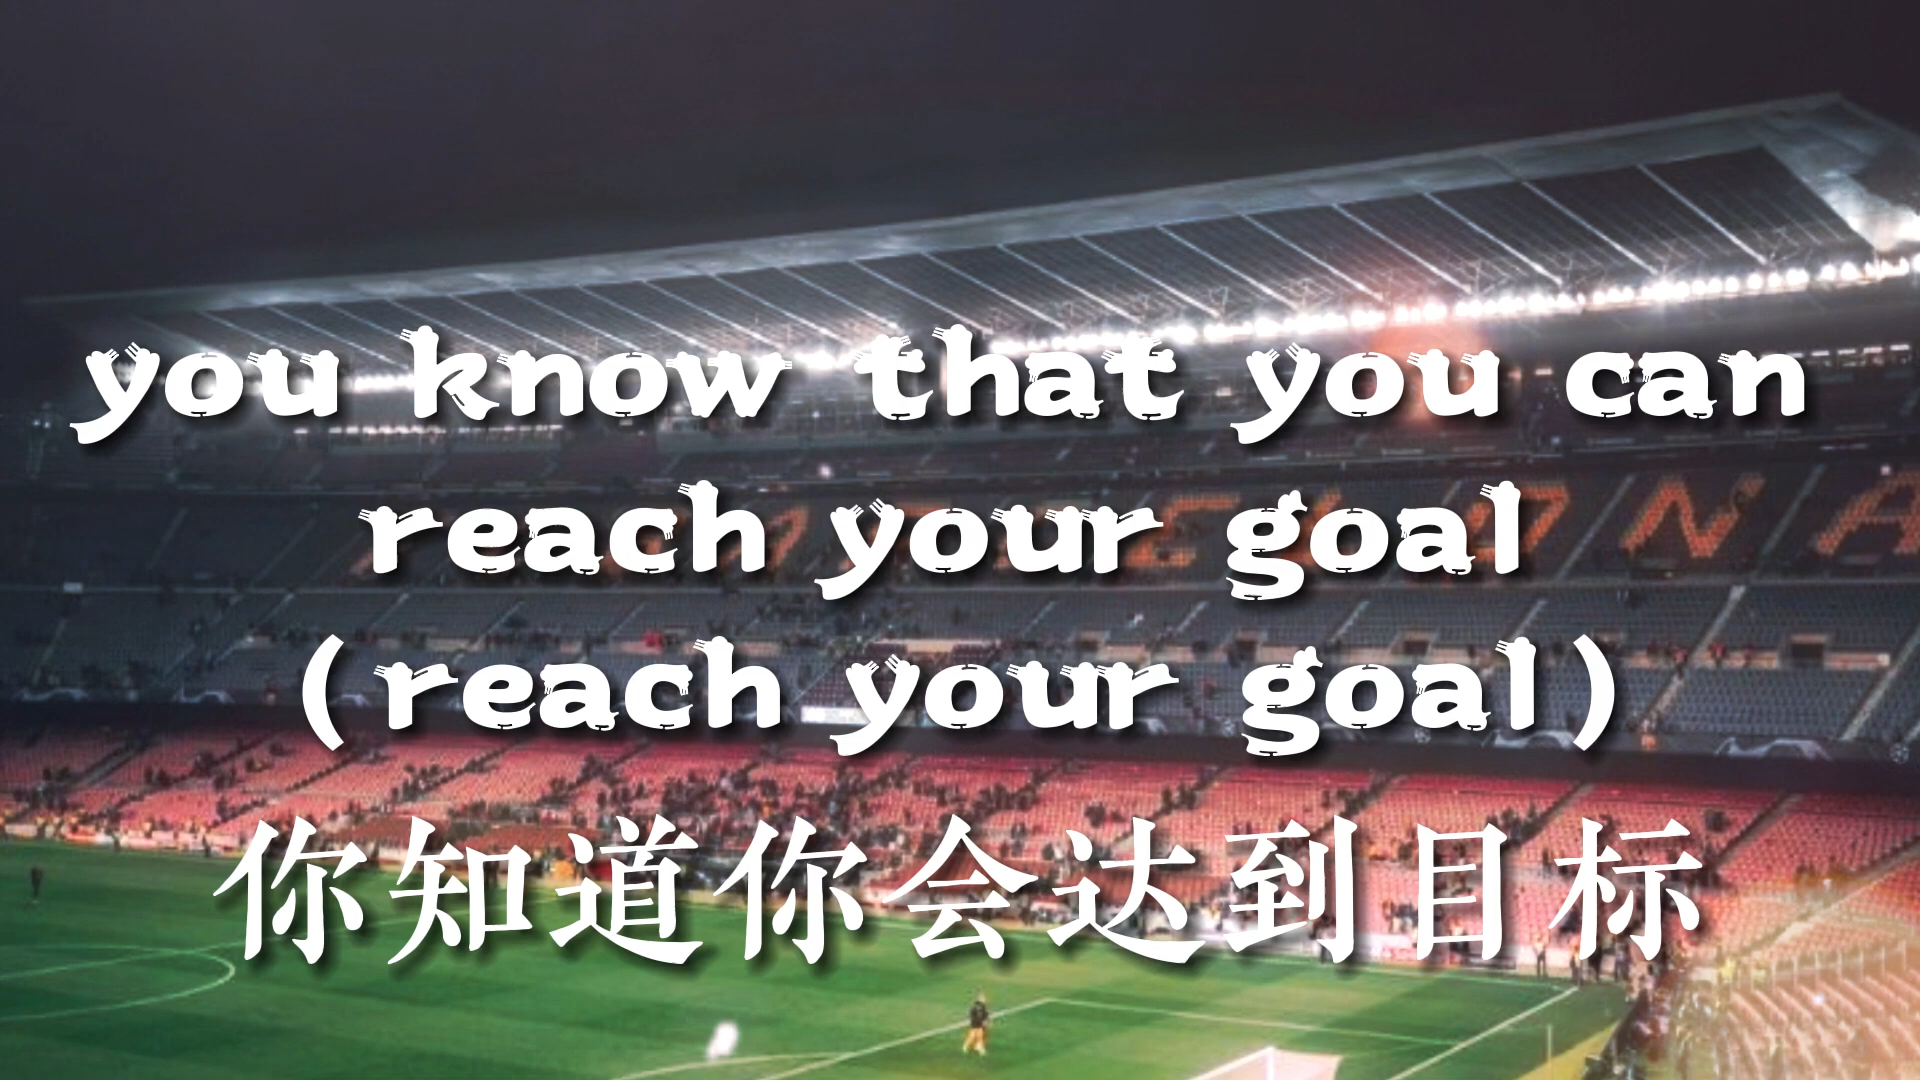 you know that you can
reach your goal
(reach your goal)
你知道你会达到目标